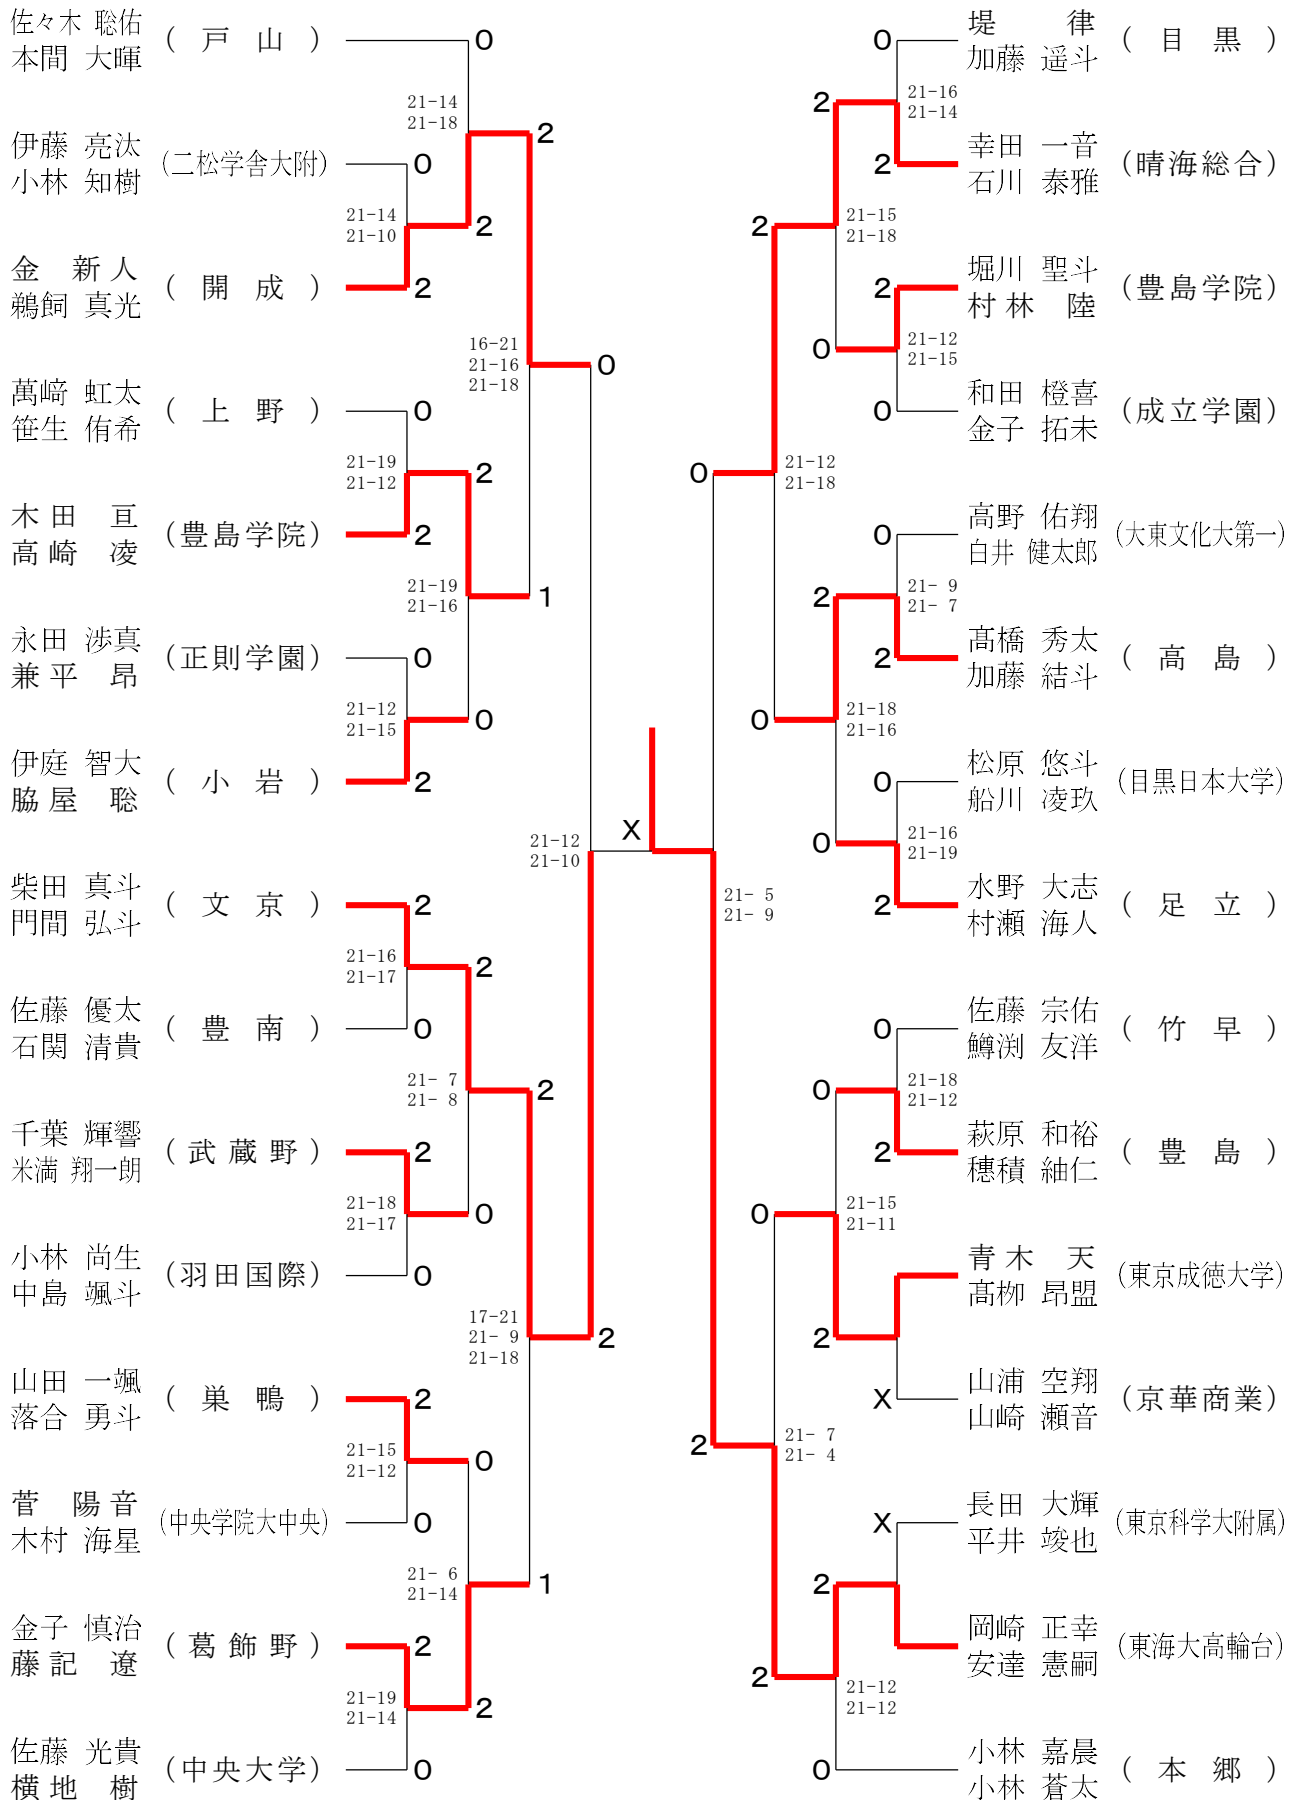 佐々木 聡佑
本間 大暉
( 戸 山 )
0
21-14
21-18
2
伊藤 亮汰
小林 知樹
(二松学舎大附)
0
21-14
21-10
2
金 新人
鵜飼 真光
( 開 成 )
2
16-21
21-16
21-18
0
萬﨑 虹太
笹生 侑希
( 上 野 )
0
21-19
21-12
2
木田 亘
高崎 凌
(豊島学院)
2
21-19
21-16
1
永田 渉真
兼平 昂
(正則学園)
0
21-12
21-15
0
伊庭 智大
脇屋 聡
( 小 岩 )
2
21-12
21-10
X
柴田 真斗
門間 弘斗
( 文 京 )
2
21-16
21-17
2
佐藤 優太
石関 清貴
( 豊 南 )
0
21- 7
21- 8
2
千葉 輝響
米満 翔一朗
(武蔵野)
2
21-18
21-17
0
小林 尚生
中島 颯斗
(羽田国際)
0
17-21
21- 9
21-18
2
山田 一颯
落合 勇斗
( 巣 鴨 )
2
21-15
21-12
0
菅 陽音
木村 海星
(中央学院大中央)
0
21- 6
21-14
1
金子 慎治
藤記 遼
(葛飾野)
2
21-19
21-14
2
佐藤 光貴
横地 樹
(中央大学)
0
堤 律
加藤 遥斗
( 目 黒 )
0
2
21-16
21-14
幸田 一音
石川 泰雅
(晴海総合)
2
2
21-15
21-18
堀川 聖斗
村林 陸
(豊島学院)
2
0
21-12
21-15
和田 橙喜
金子 拓未
(成立学園)
0
0
21-12
21-18
高野 佑翔
白井 健太郎
(大東文化大第一)
0
2
21- 9
21- 7
髙橋 秀太
加藤 結斗
( 高 島 )
2
0
21-18
21-16
松原 悠斗
船川 凌玖
(目黒日本大学)
0
0
21-16
21-19
水野 大志
村瀬 海人
( 足 立 )
2
21- 5
21- 9
佐藤 宗佑
鱒渕 友洋
( 竹 早 )
0
0
21-18
21-12
萩原 和裕
穂積 紬仁
( 豊 島 )
2
0
21-15
21-11
青木 天
髙栁 昂盟
(東京成徳大学)
2
山浦 空翔
山崎 瀬音
(京華商業)
X
2
21- 7
21- 4
長田 大輝
平井 竣也
(東京科学大附属)
X
2
岡崎 正幸
安達 憲嗣
(東海大高輪台)
2
21-12
21-12
小林 嘉晨
小林 蒼太
( 本 郷 )
0